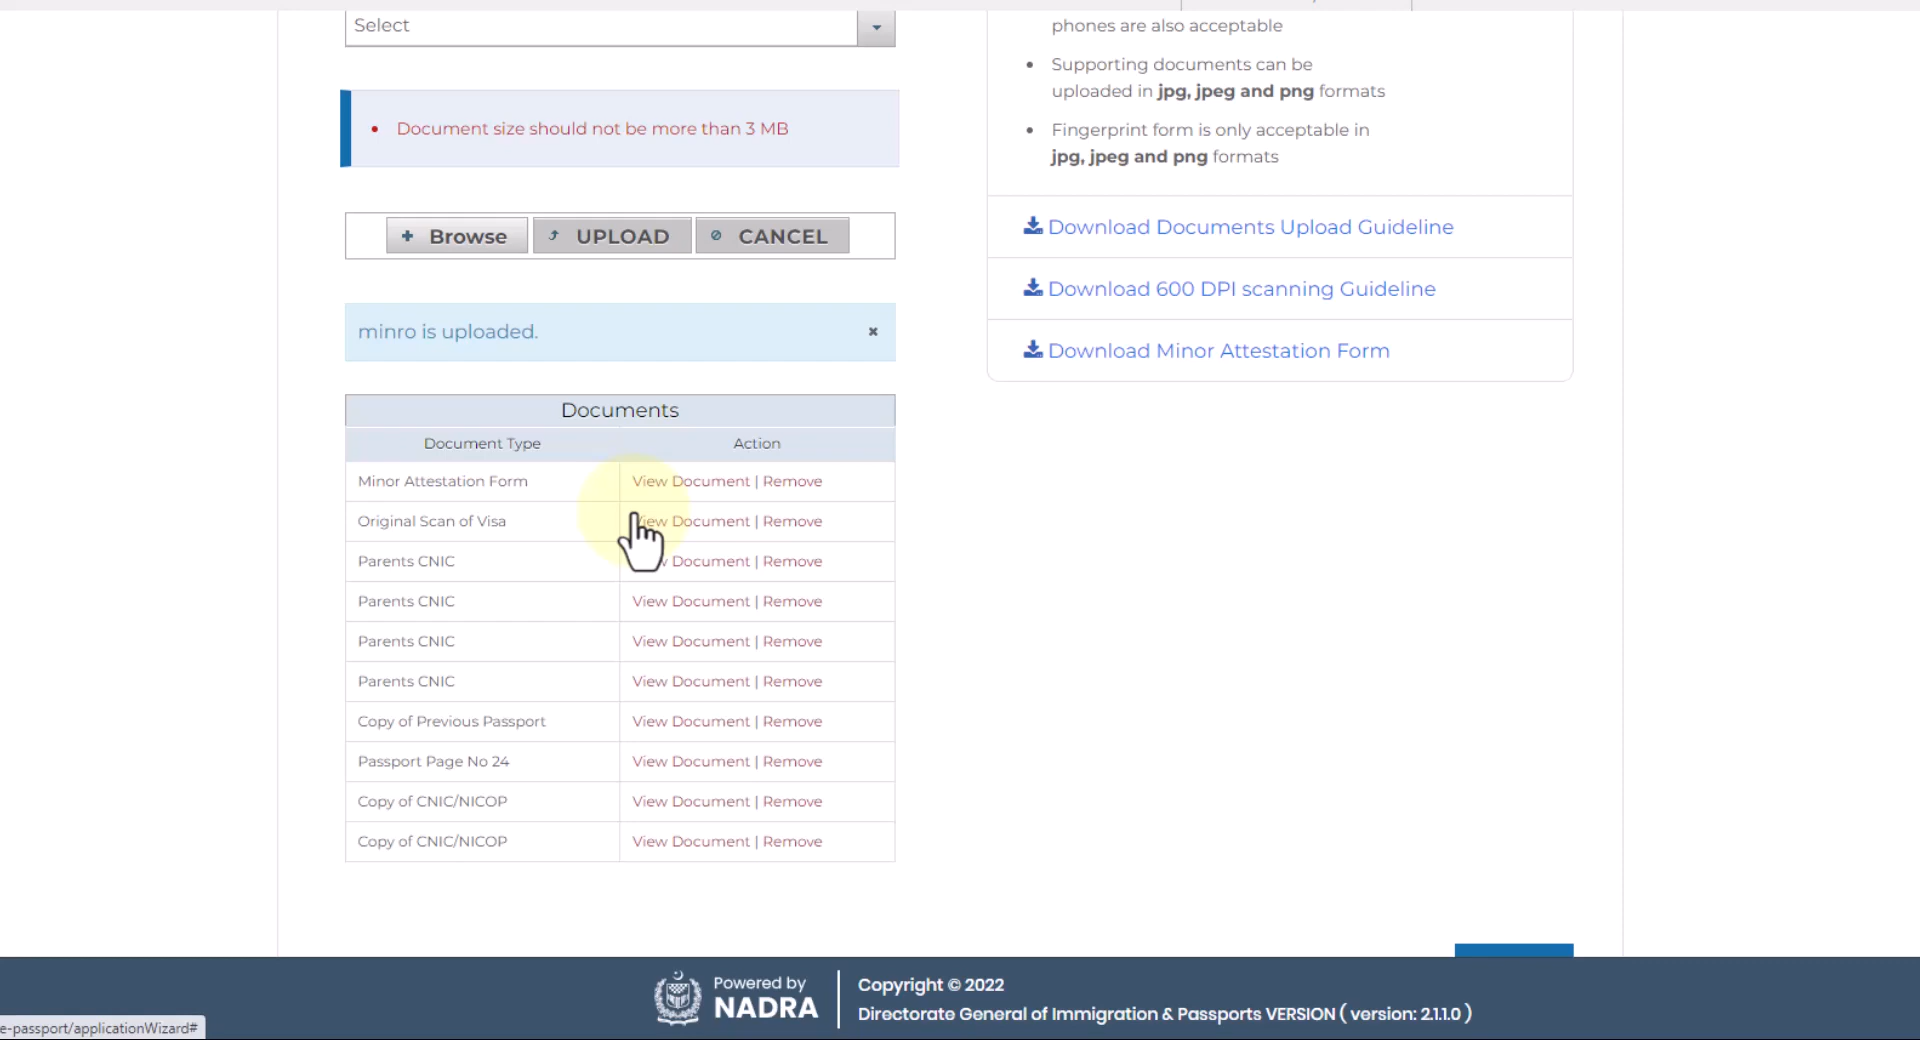 Select
Document size should not be more than 3 MB
Browse
UPLOAD
CANCEL
minro is uploaded.
Documents
Document Type Action
Minor Attestation Form View Document | Remove
Original Scan of Visa View Document | Remove
Parents CNIC Document | Remove
Parents CNIC View Document | Remove
Parents CNIC View Document | Remove
Parents CNIC View Document | Remove
Copy of Previous Passport View Document | Remove
Passport Page No 24 View Document | Remove
Copy of CNIC/NICOP View Document | Remove
Copy of CNIC/NICOP View Document | Remove
phones are also acceptable
Supporting documents can be
uploaded in jpg, jpeg and png formats
Fingerprint form is only acceptable in
jpg, jpeg and png formats
Download Documents Upload Guideline
Download 600 DPI scanning Guideline
Download Minor Attestation Form
Powered by
NADRA
Copyright © 2022
Directorate General of Immigration & Passports VERSION ( version: 2.1.1.0 )
e-passport/applicationWizard#